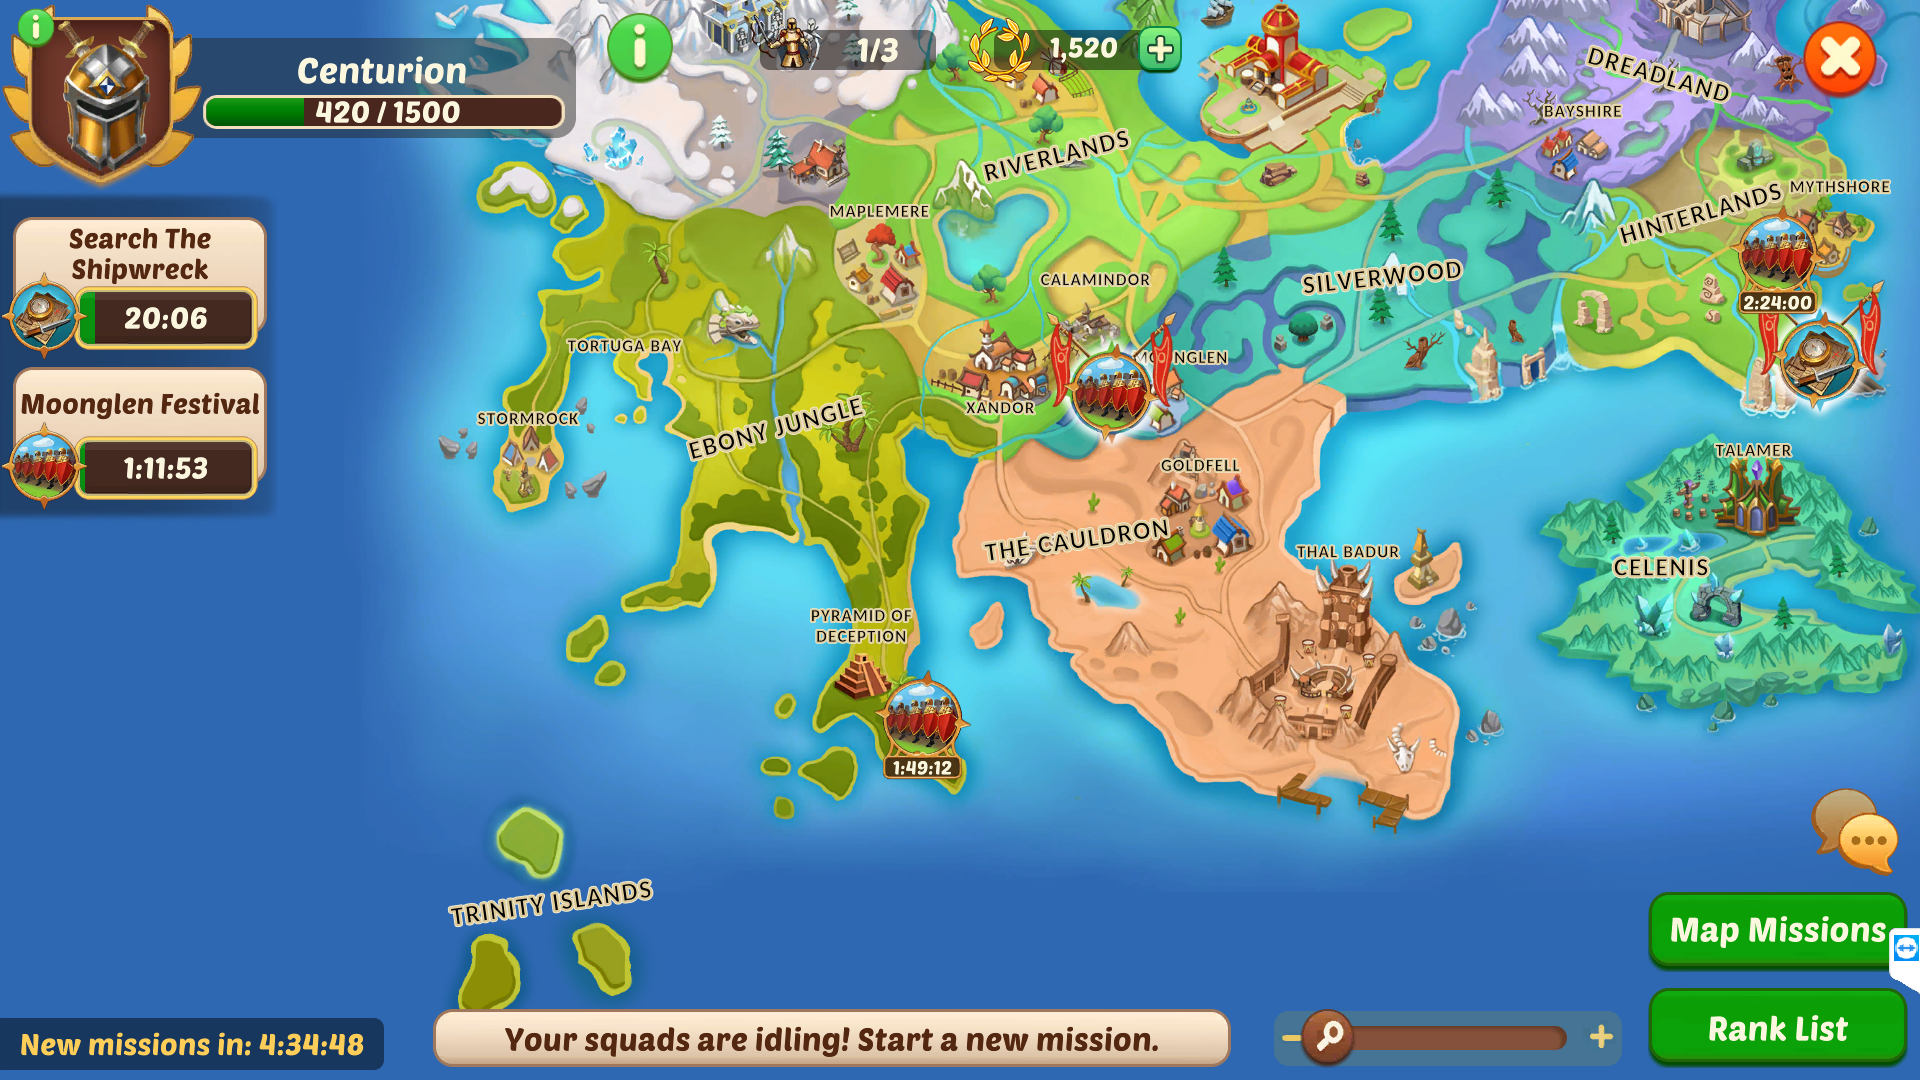 Centurion
420 / 1500
1/3
1,520
Search The
Shipwreck
20:06
Moonglen Festival
1:11:53
DREADLAND
BAYSHIRE
RIVERLANDS
MYTHSHORE
HINTERLANDS
MAPLEMERE
CALAMINDOR
SILVERWOOD
2:24:00
TORTUGA BAY
MOONGLEN
XANDOR
STORMROCK
EBONY JUNGLE
GOLDFELL
TALAMER
THE CAULDRON
THAL BADUR
CELENIS
PYRAMID OF
DECEPTION
1:49:12
TRINITY ISLANDS
Map Missions
Rank List
New missions in: 4:34:48
Your squads are idling! Start a new mission.